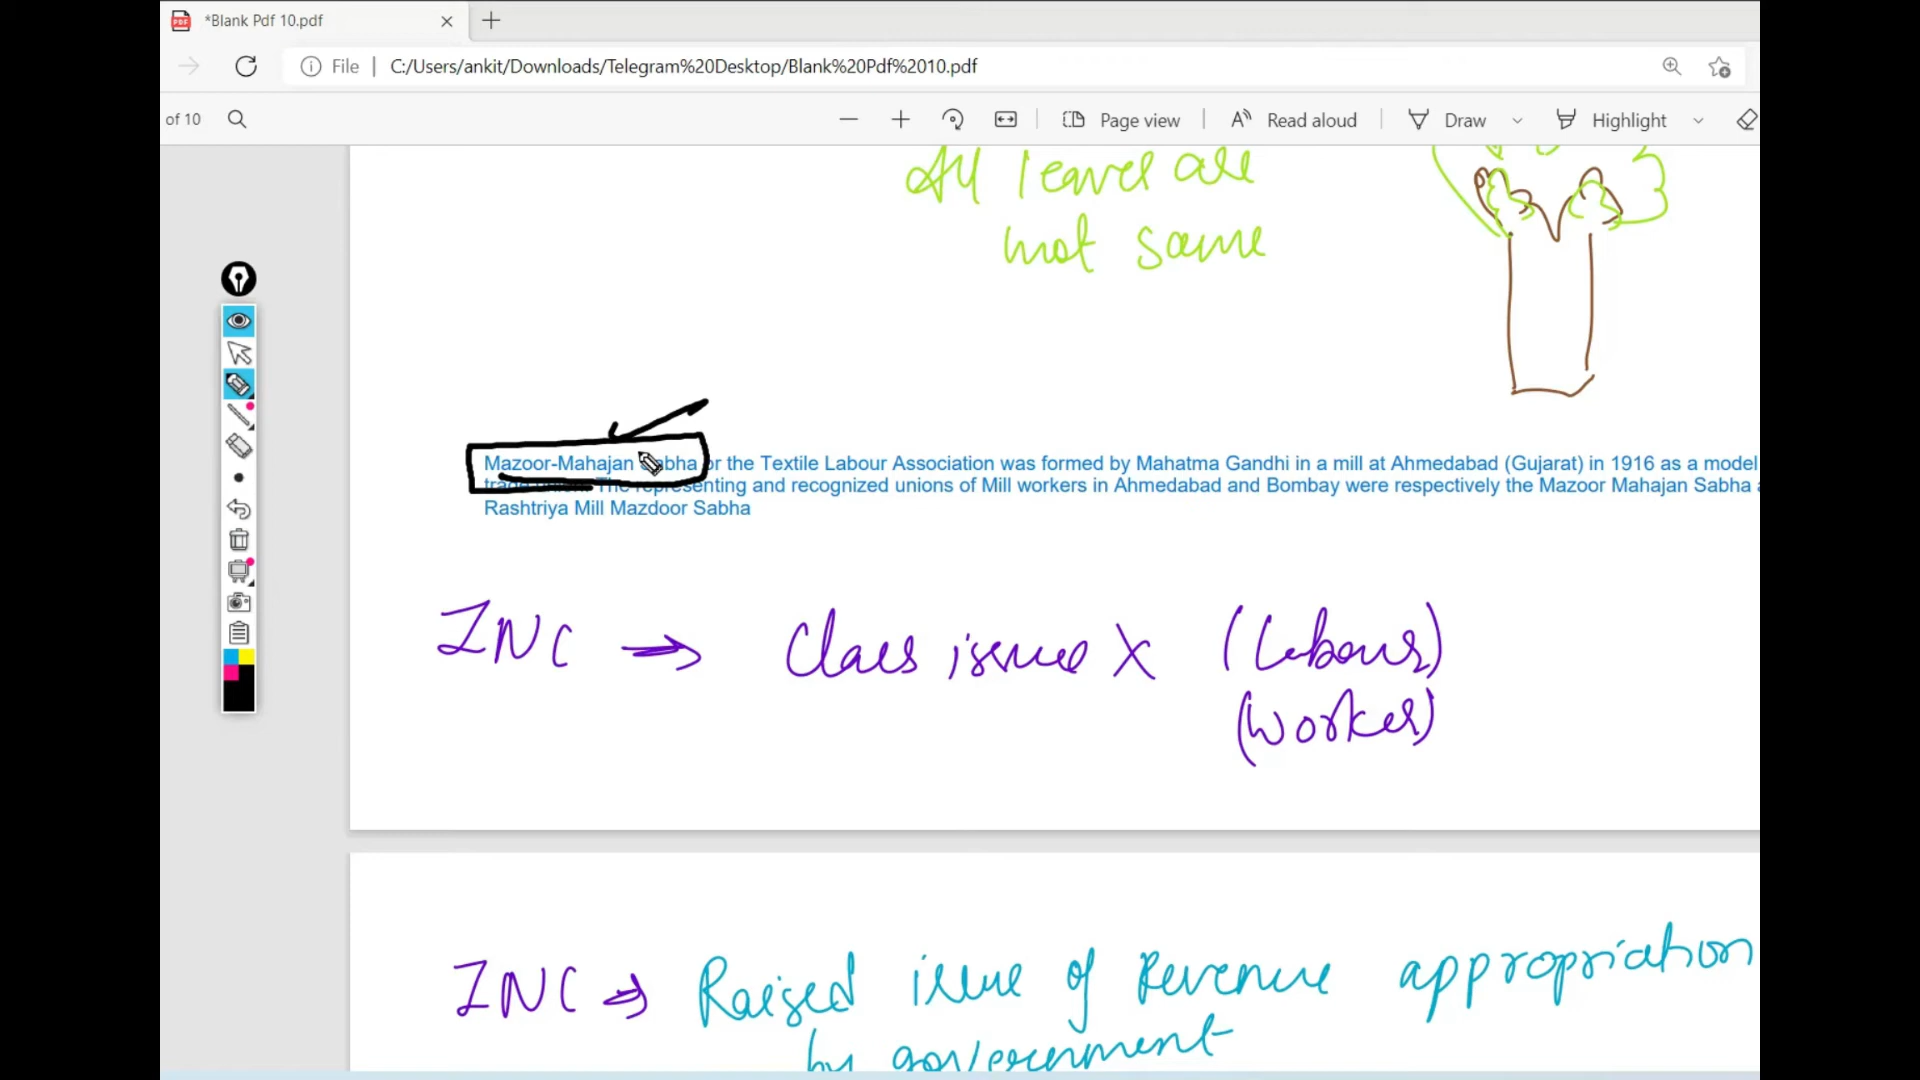 *Blank Pdf 10.pdf
File | C:/Users/ankit/Downloads/Telegram%20Desktop/Blank%20Pdf%2010.pdf
of 10
Page view
Read aloud
Draw
Highlight
All leaves are
not same
Mazoor-Mahajan Sabha or the Textile Labour Association was formed by Mahatma Gandhi in a mill at Ahmedabad (Gujarat) in 1916 as a model
trade union. The representing and recognized unions of Mill workers in Ahmedabad and Bombay were respectively the Mazoor Mahajan Sabha a
Rashtriya Mill Mazdoor Sabha
INC → Class issue X (Labour)
(Worker)
INC → Raised issue of Revenue appropriation
by government